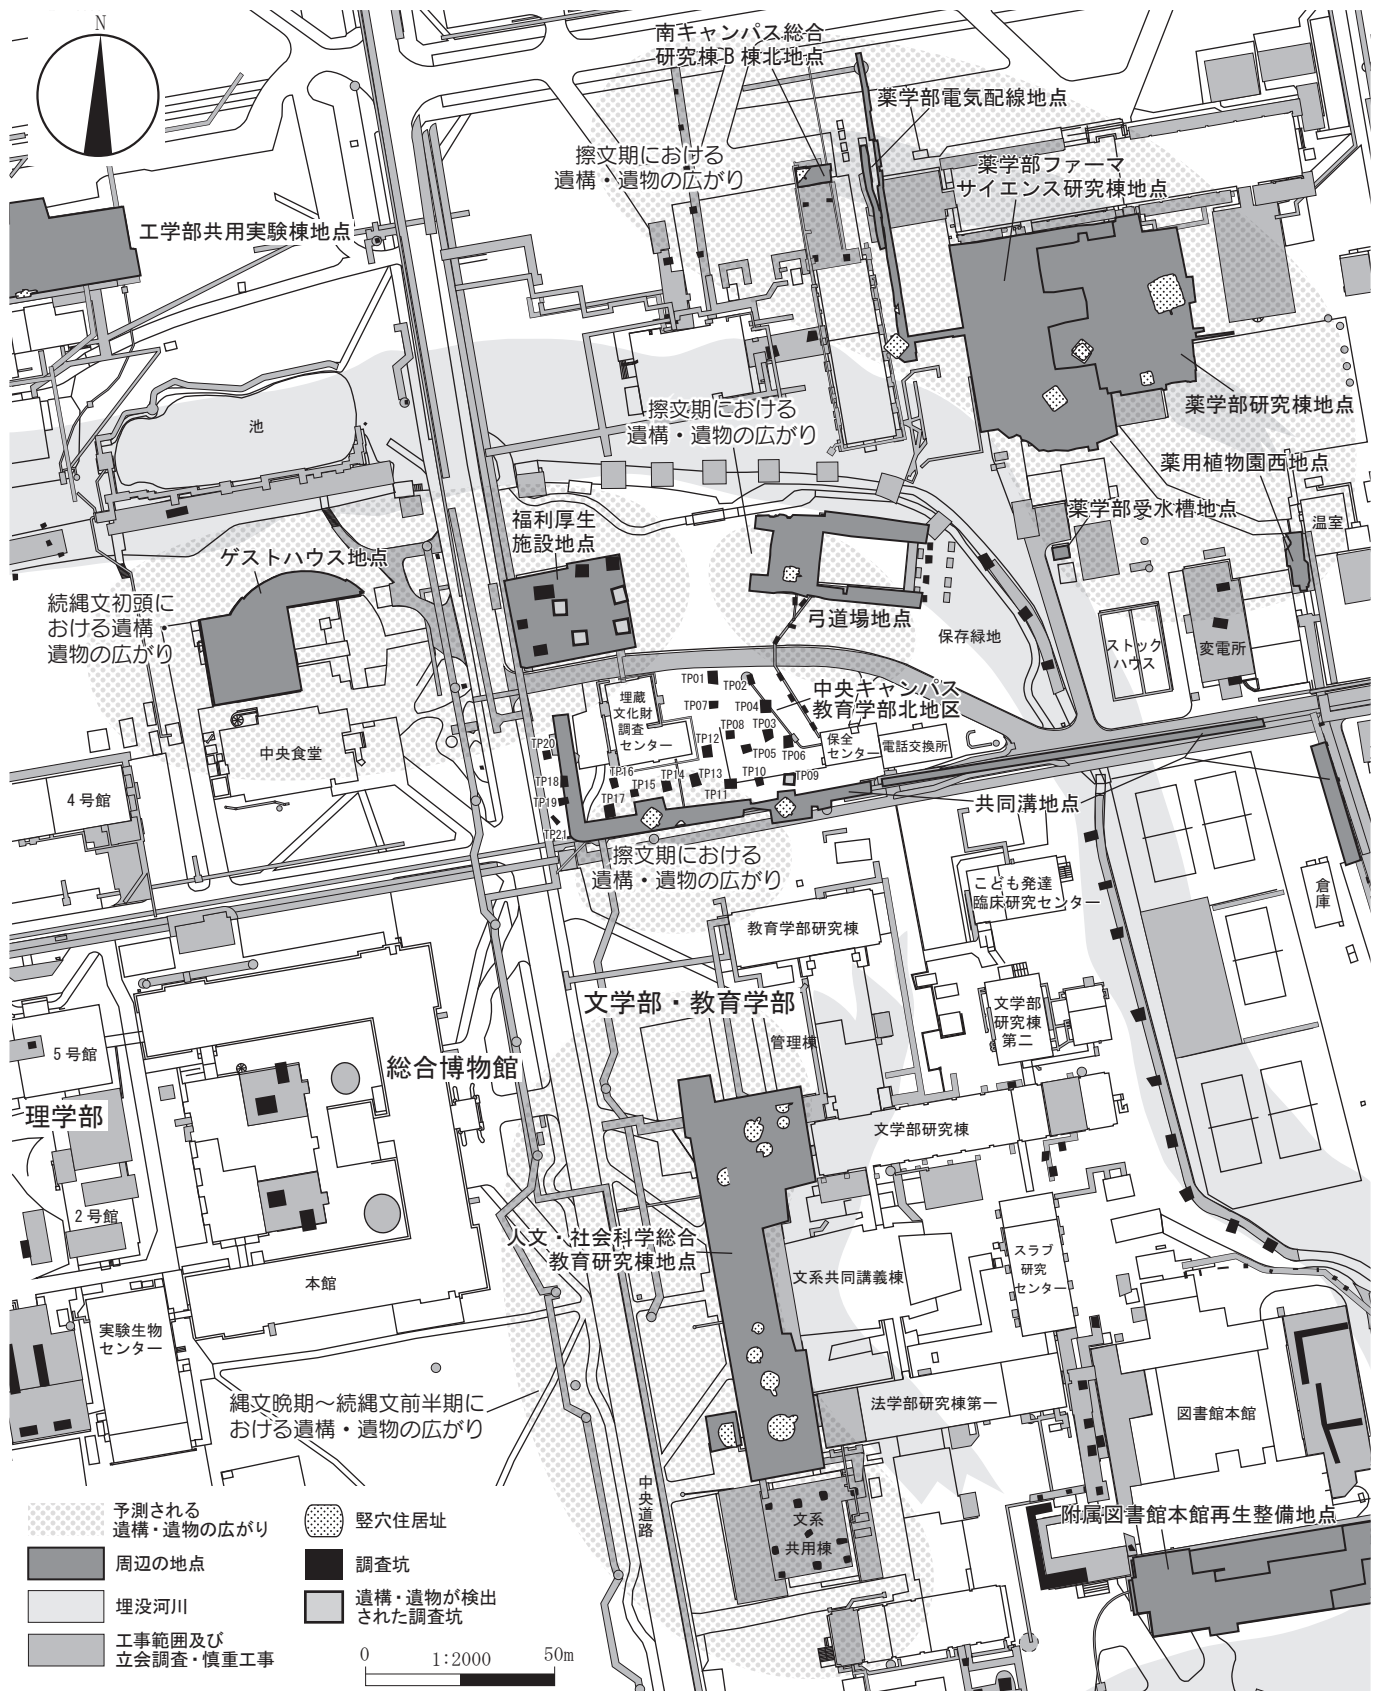 N
南キャンパス総合
研究棟B棟北地点
薬学部電気配線地点
擦文期における
遺構・遺物の広がり
薬学部ファーマ
サイエンス研究棟地点
工学部共用実験棟地点
池
擦文期における
遺構・遺物の広がり
薬学部研究棟地点
薬用植物園西地点
薬学部受水槽地点
温室
福利厚生
施設地点
ゲストハウス地点
続縄文初頭に
おける遺構・
遺物の広がり
弓道場地点
保存緑地
ストック
ハウス
変電所
中央キャンパス
教育学部北地区
埋蔵
文化財
調査
センター
TP01
TP02
TP07
TP04
TP08
TP03
TP12
TP05
TP06
TP20
TP16
TP14
TP13
TP10
TP09
TP18
TP15
TP11
TP19
TP17
TP21
保全
センター
電話交換所
中央食堂
4号館
共同溝地点
擦文期における
遺構・遺物の広がり
こども発達
臨床研究センター
倉庫
教育学部研究棟
文学部・教育学部
管理棟
文学部
研究棟
第二
5号館
総合博物館
理学部
文学部研究棟
2号館
人文・社会科学総合
教育研究棟地点
本館
文系共同講義棟
スラブ
研究
センター
実験生物
センター
縄文晩期～続縄文前半期に
おける遺構・遺物の広がり
法学部研究棟第一
図書館本館
中央道路
文系
共用棟
附属図書館本館再生整備地点
予測される
遺構・遺物の広がり
周辺の地点
埋没河川
工事範囲及び
立会調査・慎重工事
竪穴住居址
調査坑
遺構・遺物が検出
された調査坑
0
1:2000
50m